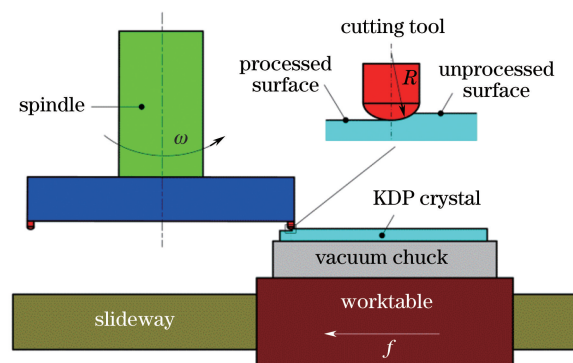 cutting tool
processed
surface
R
unprocessed
surface
spindle
ω
KDP crystal
vacuum chuck
worktable
slideway
f